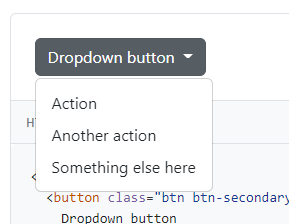 Dropdown button
Action
Another action
Something else here
<button class="btn btn-secondary
Dropdown button